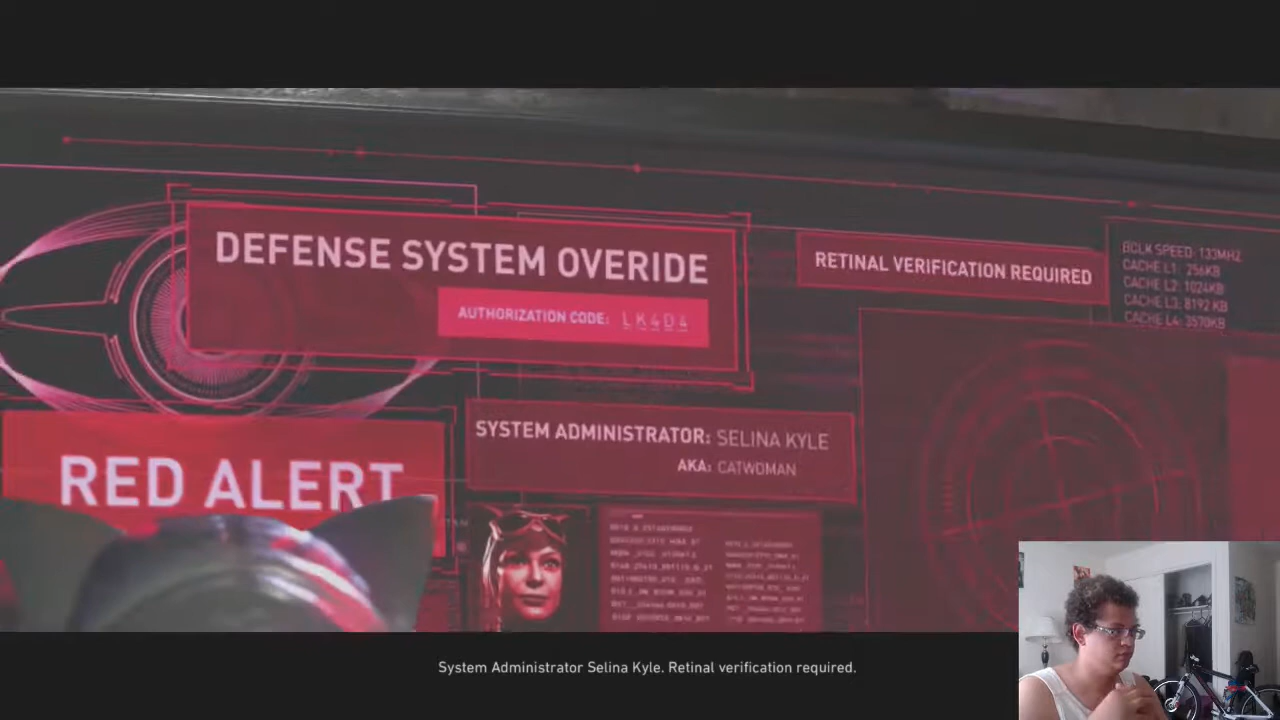 DEFENSE SYSTEM OVERIDE
AUTHORIZATION CODE: LK4D4
RETINAL VERIFICATION REQUIRED
BCLK SPEED: 133MHZ
CACHE L1: 256KB
CACHE L2: 1024KB
CACHE L3: 8192 KB
CACHE L4: 3570KB
RED ALERT
SYSTEM ADMINISTRATOR: SELINA KYLE
AKA: CATWOMAN
System Administrator Selina Kyle. Retinal verification required.